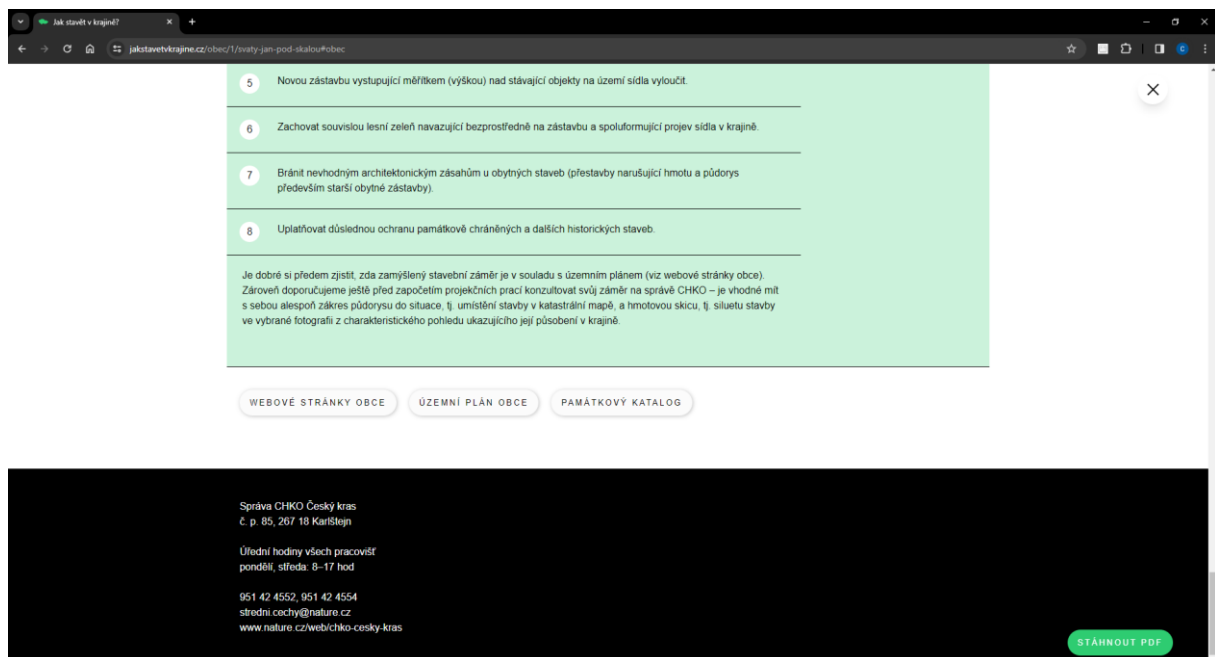 Jak stavět v krajině?
jakstavetvkrajine.cz/obec/1/svaty-jan-pod-skalou#obec
5 Novou zástavbu vystupující měřítkem (výškou) nad stávající objekty na území sídla vyloučit.
6 Zachovat souvislou lesní zeleň navazující bezprostředně na zástavbu a spoluformující projev sídla v krajině.
7 Bránit nevhodným architektonickým zásahům u obytných staveb (přestavby narušující hmotu a půdorys
především starší obytné zástavby).
8 Uplatňovat důslednou ochranu památkově chráněných a dalších historických staveb.
Je dobré si předem zjistit, zda zamýšlený stavební záměr je v souladu s územním plánem (viz webové stránky obce).
Zároveň doporučujeme ještě před započetím projekčních prací konzultovat svůj záměr na správě CHKO – je vhodné mít
s sebou alespoň zákres půdorysu do situace, tj. umístění stavby v katastrální mapě, a hmotovou skicu, tj. siluetu stavby
ve vybrané fotografii z charakteristického pohledu ukazujícího její působení v krajině.
WEBOVÉ STRÁNKY OBCE ÚZEMNÍ PLÁN OBCE PAMÁTKOVÝ KATALOG
Správa CHKO Český kras
č. p. 85, 267 18 Karlštejn
Úřední hodiny všech pracovišť
pondělí, středa: 8–17 hod
951 42 4552, 951 42 4554
stredni.cechy@nature.cz
www.nature.cz/web/chko-cesky-kras
STÁHNOUT PDF